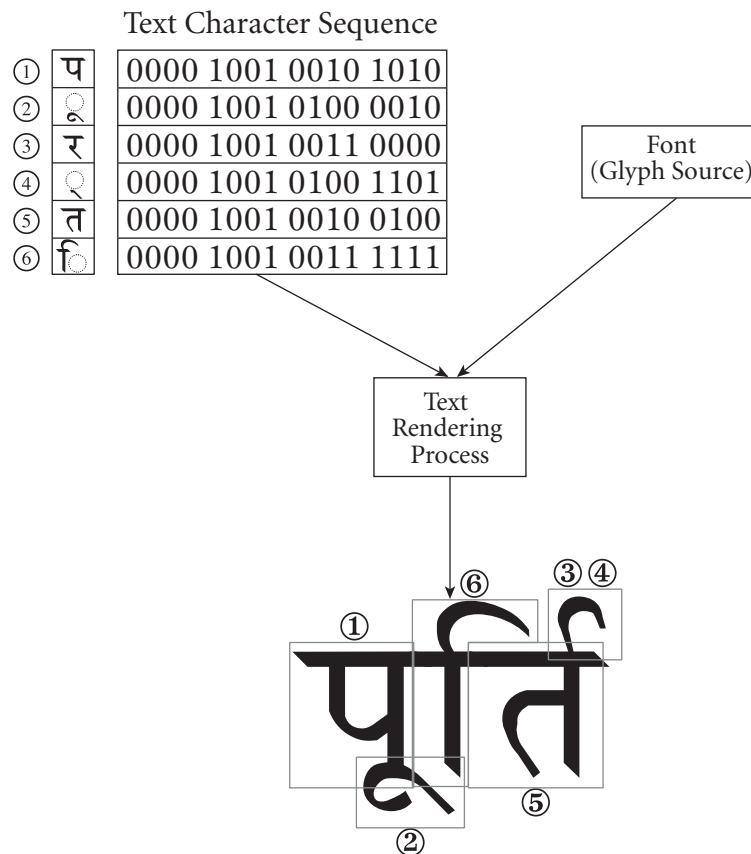 Text Character Sequence
① प 0000 1001 0010 1010
② ू 0000 1001 0100 0010
③ र 0000 1001 0011 0000
④ ् 0000 1001 0100 1101
⑤ त 0000 1001 0010 0100
⑥ ि 0000 1001 0011 1111
Font
(Glyph Source)
Text
Rendering
Process
③ ④
⑥
①
पूर्ति
⑤
②